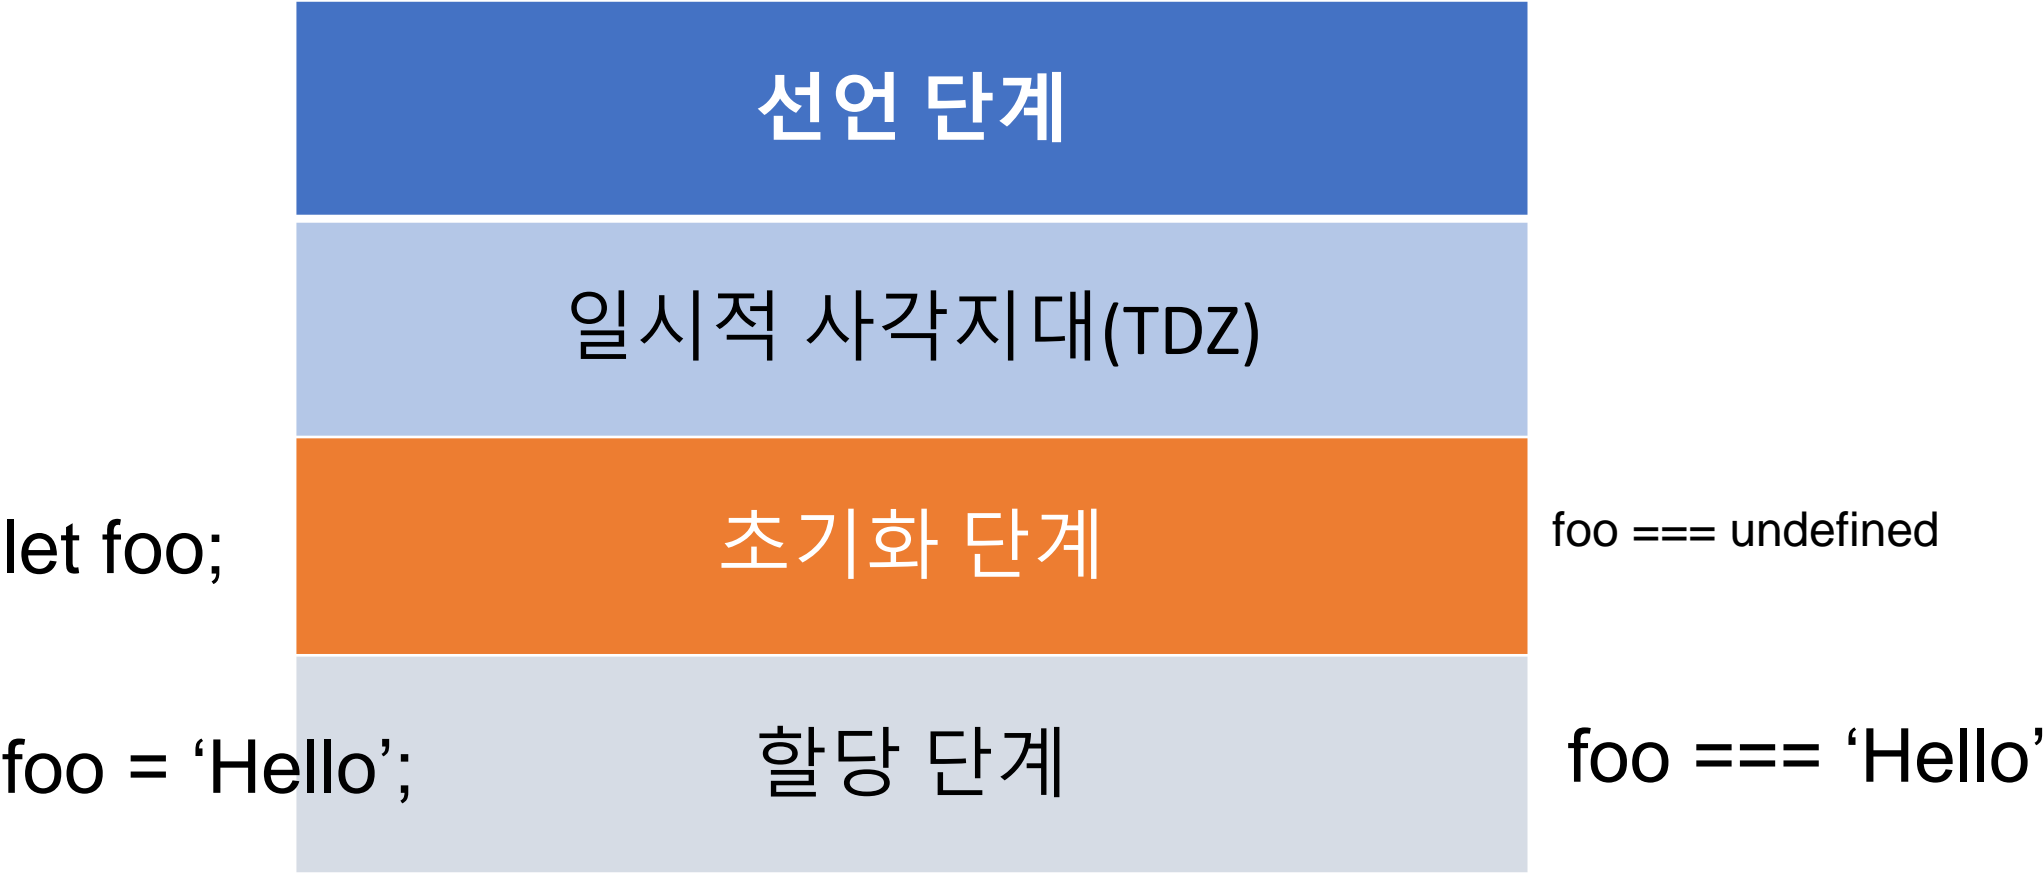 선언 단계
일시적 사각지대(TDZ)
let foo;
초기화 단계
foo === undefined
foo = ‘Hello’;
할당 단계
foo === ‘Hello’